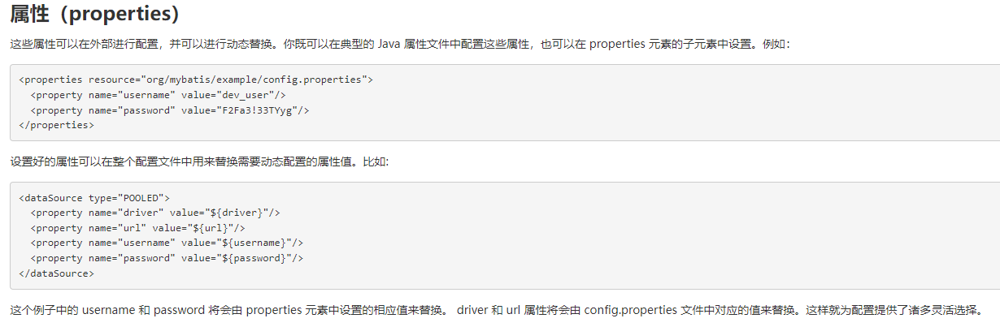 属性（properties）
这些属性可以在外部进行配置，并可以进行动态替换。你既可以在典型的 Java 属性文件中配置这些属性，也可以在 properties 元素的子元素中设置。例如：
<properties resource="org/mybatis/example/config.properties">
  <property name="username" value="dev_user"/>
  <property name="password" value="F2Fa3!33TYyg"/>
</properties>
设置好的属性可以在整个配置文件中用来替换需要动态配置的属性值。比如:
<dataSource type="POOLED">
  <property name="driver" value="${driver}"/>
  <property name="url" value="${url}"/>
  <property name="username" value="${username}"/>
  <property name="password" value="${password}"/>
</dataSource>
这个例子中的 username 和 password 将会由 properties 元素中设置的相应值来替换。 driver 和 url 属性将会由 config.properties 文件中对应的值来替换。这样就为配置提供了诸多灵活选择。